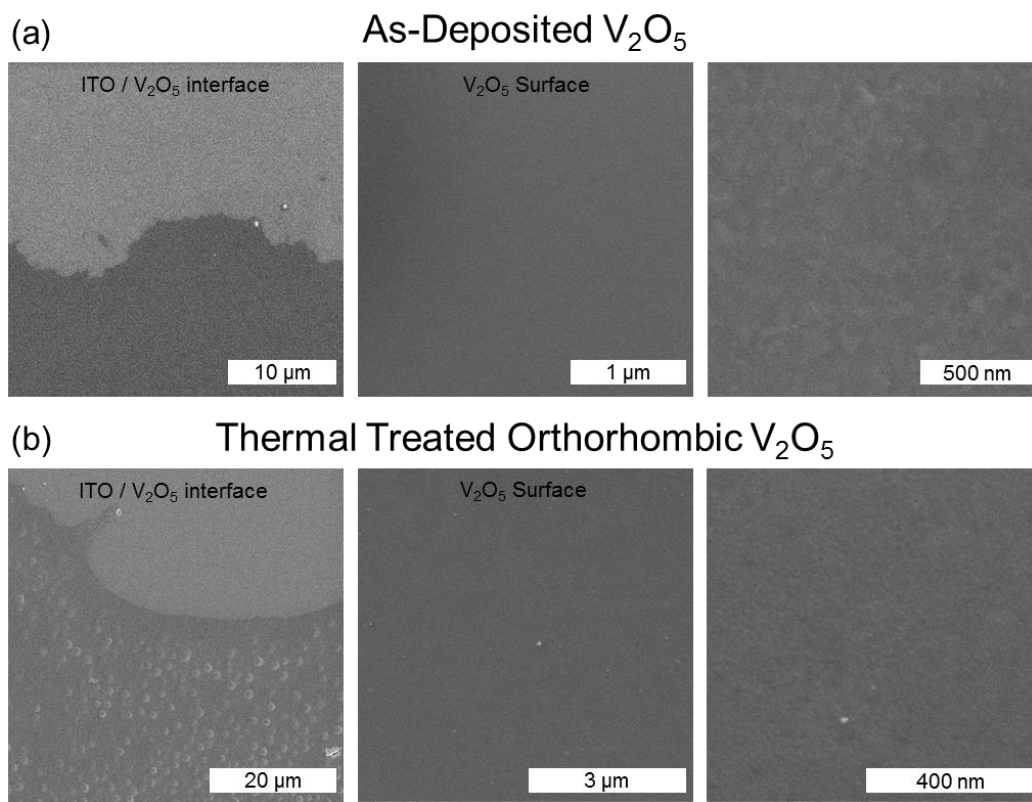 (a)
As-Deposited V₂O₅
ITO / V₂O₅ interface
V₂O₅ Surface
10 µm
1 µm
500 nm
(b)
Thermal Treated Orthorhombic V₂O₅
ITO / V₂O₅ interface
V₂O₅ Surface
20 µm
3 µm
400 nm